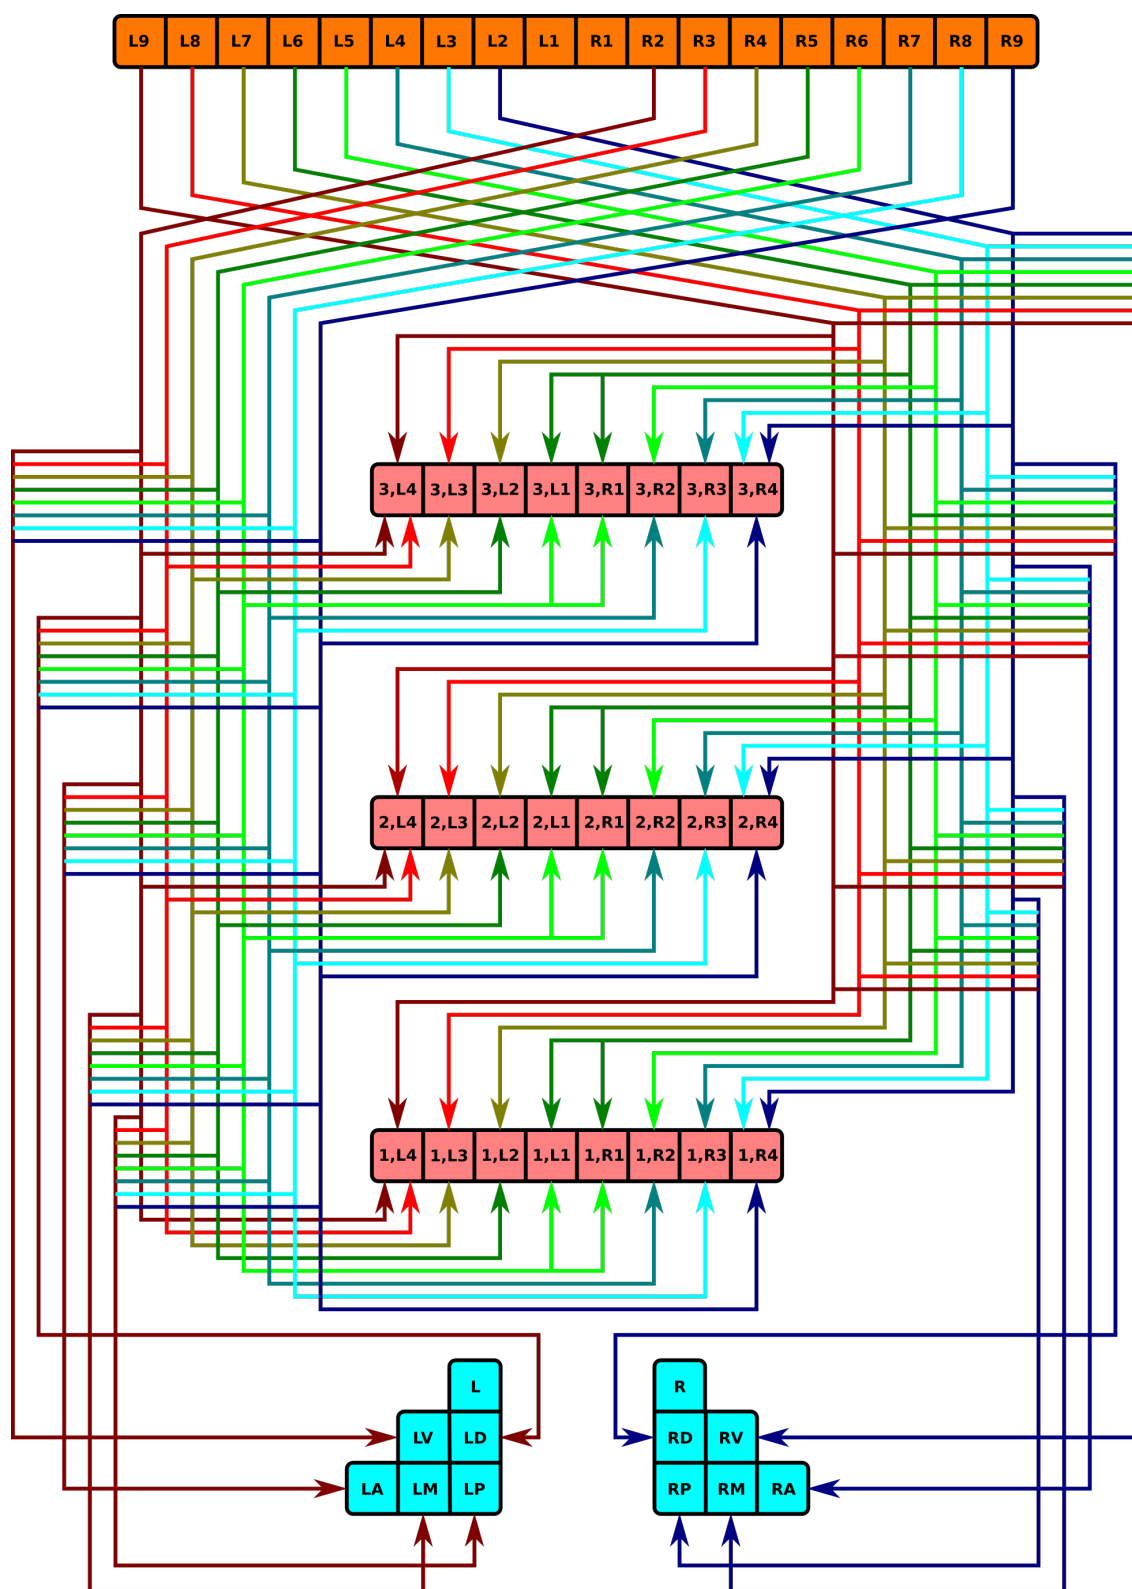 L9 L8 L7 L6 L5 L4 L3 L2 L1 R1 R2 R3 R4 R5 R6 R7 R8 R9
3,L4 3,L3 3,L2 3,L1 3,R1 3,R2 3,R3 3,R4
2,L4 2,L3 2,L2 2,L1 2,R1 2,R2 2,R3 2,R4
1,L4 1,L3 1,L2 1,L1 1,R1 1,R2 1,R3 1,R4
L R
LV LD RD RV
LA LM LP RP RM RA